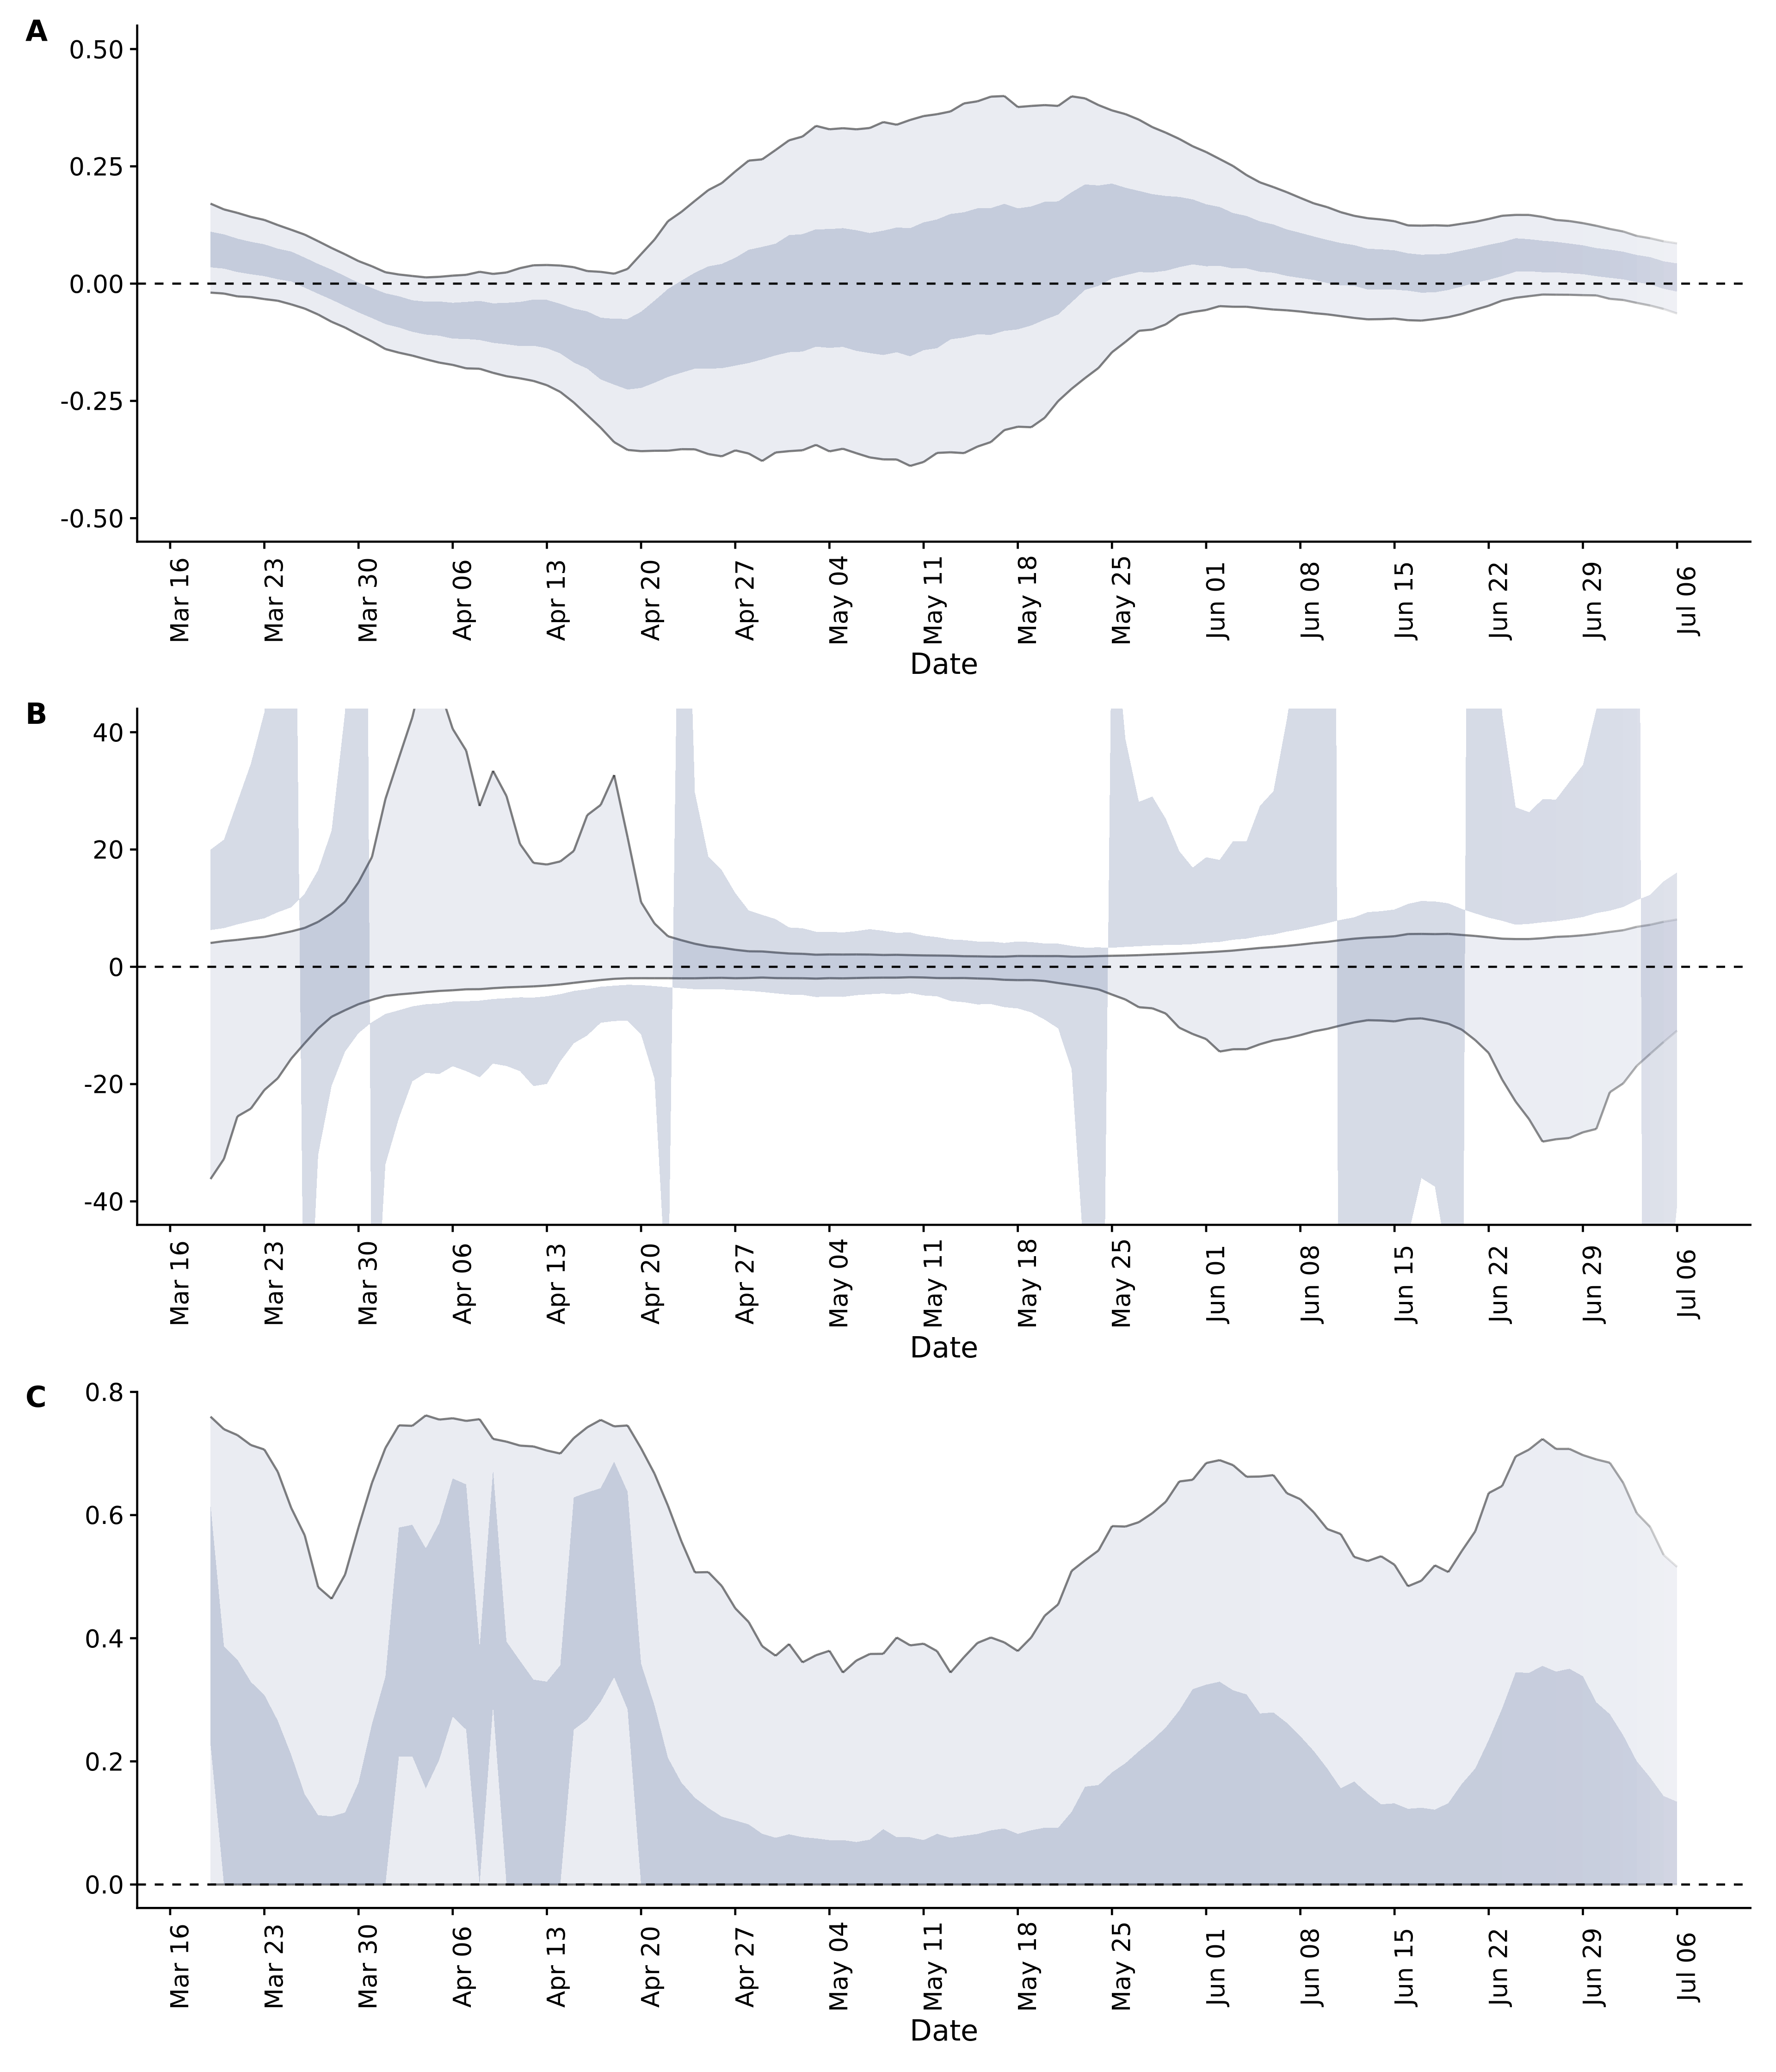 A
0.50
0.25
0.00
-0.25
-0.50
Mar 16
Mar 23
Mar 30
Apr 06
Apr 13
Apr 20
Apr 27
May 04
May 11
May 18
May 25
Jun 01
Jun 08
Jun 15
Jun 22
Jun 29
Jul 06
Date
B
40
20
0
-20
-40
Mar 16
Mar 23
Mar 30
Apr 06
Apr 13
Apr 20
Apr 27
May 04
May 11
May 18
May 25
Jun 01
Jun 08
Jun 15
Jun 22
Jun 29
Jul 06
Date
C
0.8
0.6
0.4
0.2
0.0
Mar 16
Mar 23
Mar 30
Apr 06
Apr 13
Apr 20
Apr 27
May 04
May 11
May 18
May 25
Jun 01
Jun 08
Jun 15
Jun 22
Jun 29
Jul 06
Date